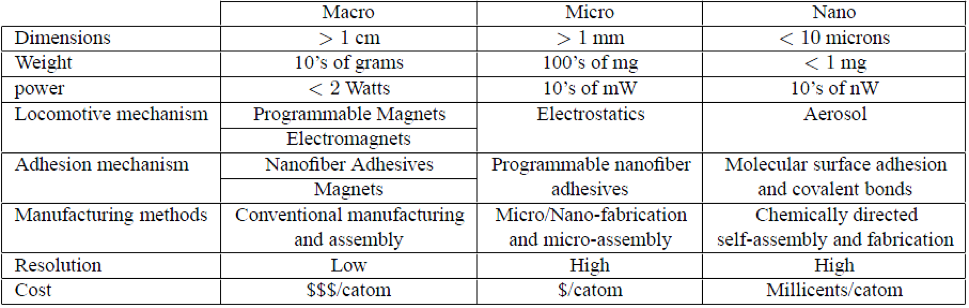 Macro Micro Nano
Dimensions > 1 cm > 1 mm < 10 microns
Weight 10's of grams 100's of mg < 1 mg
power < 2 Watts 10's of mW 10's of nW
Locomotive mechanism Programmable Magnets Electrostatics Aerosol
Electromagnets
Adhesion mechanism Nanofiber Adhesives Programmable nanofiber Molecular surface adhesion
Magnets adhesives and covalent bonds
Manufacturing methods Conventional manufacturing Micro/Nano-fabrication Chemically directed
and assembly and micro-assembly self-assembly and fabrication
Resolution Low High High
Cost $$$/catom $/catom Millicents/catom